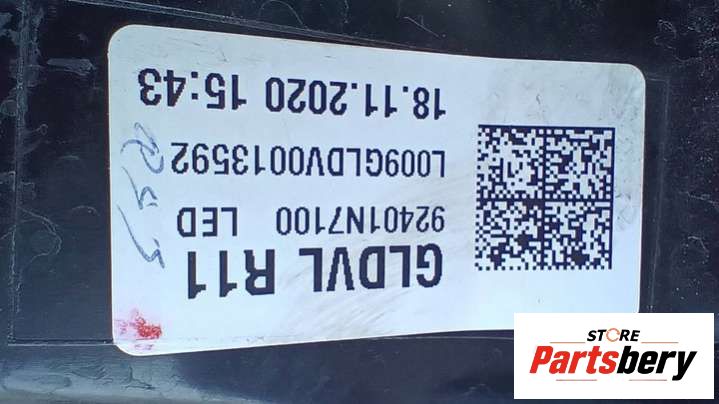 GLDVL R11
92401N7100 LED
L009GLDV0013592
18.11.2020 15:43
STORE
Partsbery